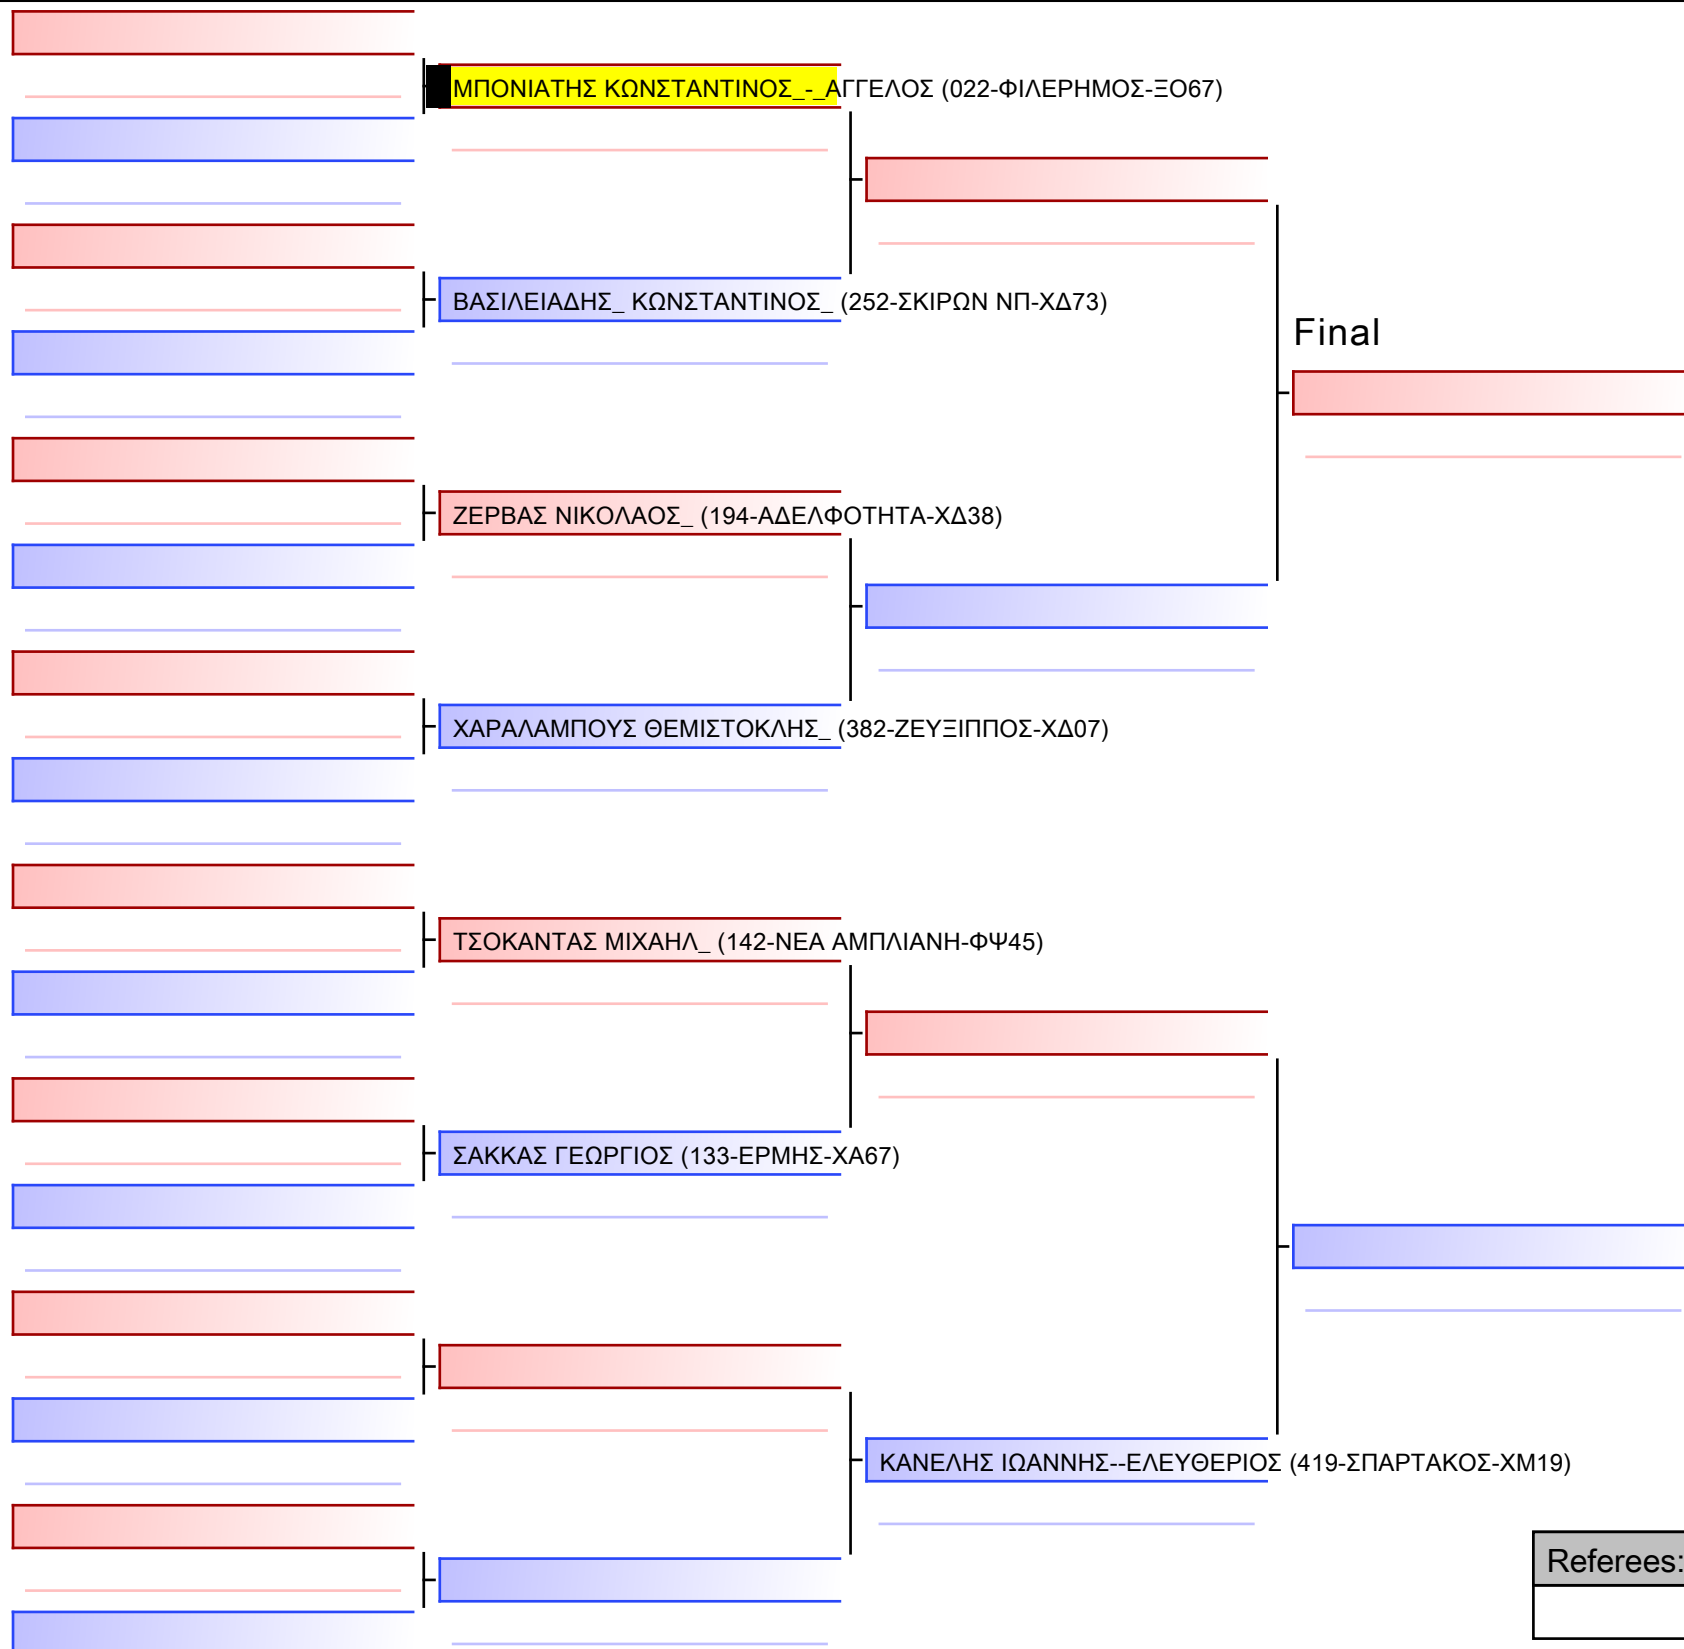 ΜΠΟΝΙΑΤΗΣ ΚΩΝΣΤΑΝΤΙΝΟΣ_-_ΑΓΓΕΛΟΣ (022-ΦΙΛΕΡΗΜΟΣ-ΞΟ67)
ΒΑΣΙΛΕΙΑΔΗΣ_ ΚΩΝΣΤΑΝΤΙΝΟΣ_ (252-ΣΚΙΡΩΝ ΝΠ-ΧΔ73)
Final
ΖΕΡΒΑΣ ΝΙΚΟΛΑΟΣ_ (194-ΑΔΕΛΦΟΤΗΤΑ-ΧΔ38)
ΧΑΡΑΛΑΜΠΟΥΣ ΘΕΜΙΣΤΟΚΛΗΣ_ (382-ΖΕΥΞΙΠΠΟΣ-ΧΔ07)
ΤΣΟΚΑΝΤΑΣ ΜΙΧΑΗΛ_ (142-ΝΕΑ ΑΜΠΛΙΑΝΗ-ΦΨ45)
ΣΑΚΚΑΣ ΓΕΩΡΓΙΟΣ (133-ΕΡΜΗΣ-ΧΑ67)
ΚΑΝΕΛΗΣ ΙΩΑΝΝΗΣ--ΕΛΕΥΘΕΡΙΟΣ (419-ΣΠΑΡΤΑΚΟΣ-ΧΜ19)
Referees: